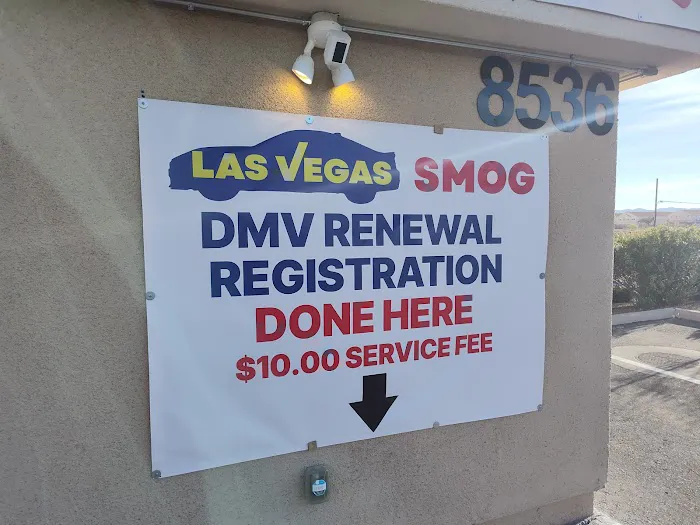 8536
LAS VEGAS SMOG
DMV RENEWAL
REGISTRATION
DONE HERE
$10.00 SERVICE FEE